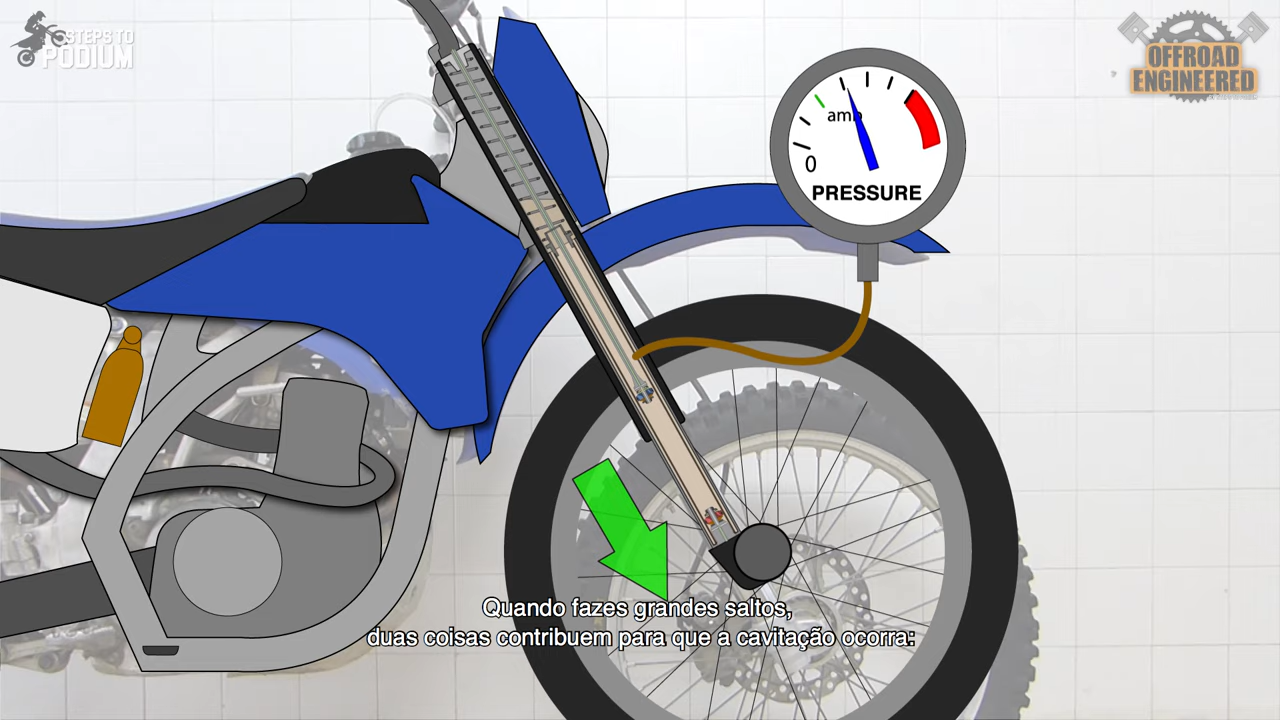 STEPS TO
PODIUM
OFFROAD
ENGINEERED
amb
0
PRESSURE
Quando fazes grandes saltos,
duas coisas contribuem para que a cavitação ocorra: